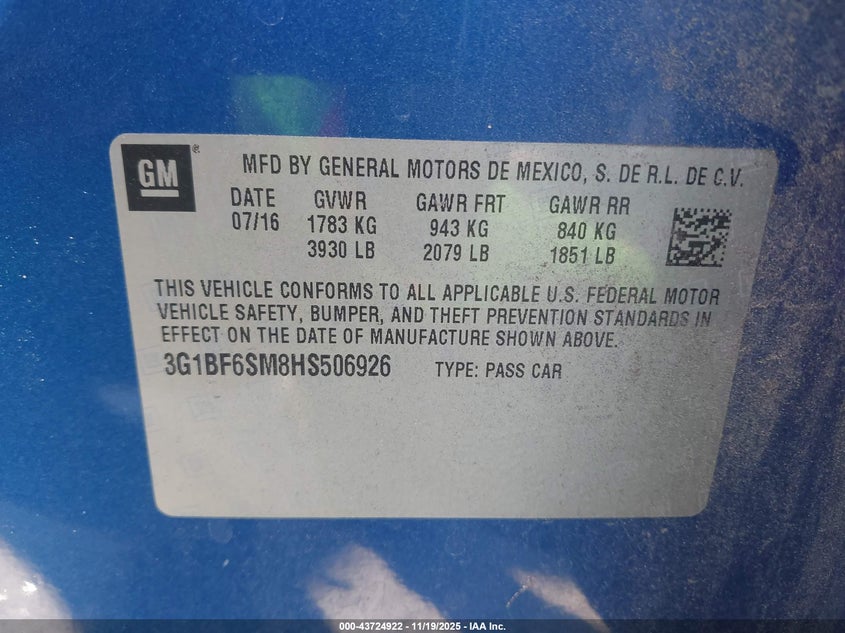 GM® MFD BY GENERAL MOTORS DE MEXICO, S. DE R.L. DE C.V.
DATE GVWR GAWR FRT GAWR RR
07/16 1783 KG 943 KG 840 KG
3930 LB 2079 LB 1851 LB
THIS VEHICLE CONFORMS TO ALL APPLICABLE U.S. FEDERAL MOTOR
VEHICLE SAFETY, BUMPER, AND THEFT PREVENTION STANDARDS IN
EFFECT ON THE DATE OF MANUFACTURE SHOWN ABOVE.
3G1BF6SM8HS506926 TYPE: PASS CAR
000-43724922 - 11/19/2025 - IAA Inc.